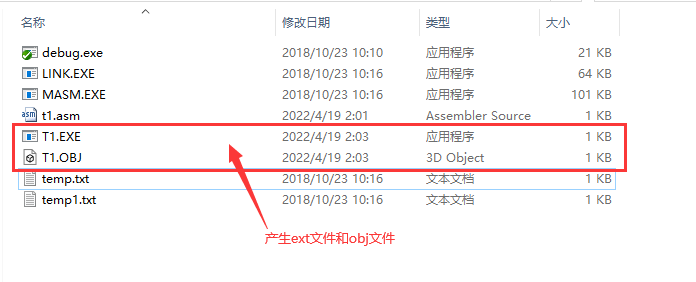 名称 修改日期 类型 大小
debug.exe 2018/10/23 10:10 应用程序 21 KB
LINK.EXE 2018/10/23 10:16 应用程序 64 KB
MASM.EXE 2018/10/23 10:16 应用程序 101 KB
t1.asm 2022/4/19 2:01 Assembler Source 1 KB
T1.EXE 2022/4/19 2:03 应用程序 1 KB
T1.OBJ 2022/4/19 2:03 3D Object 1 KB
temp.txt 2018/10/23 10:16 文本文档 1 KB
temp1.txt 2018/10/23 10:16 文本文档 1 KB
产生ext文件和obj文件